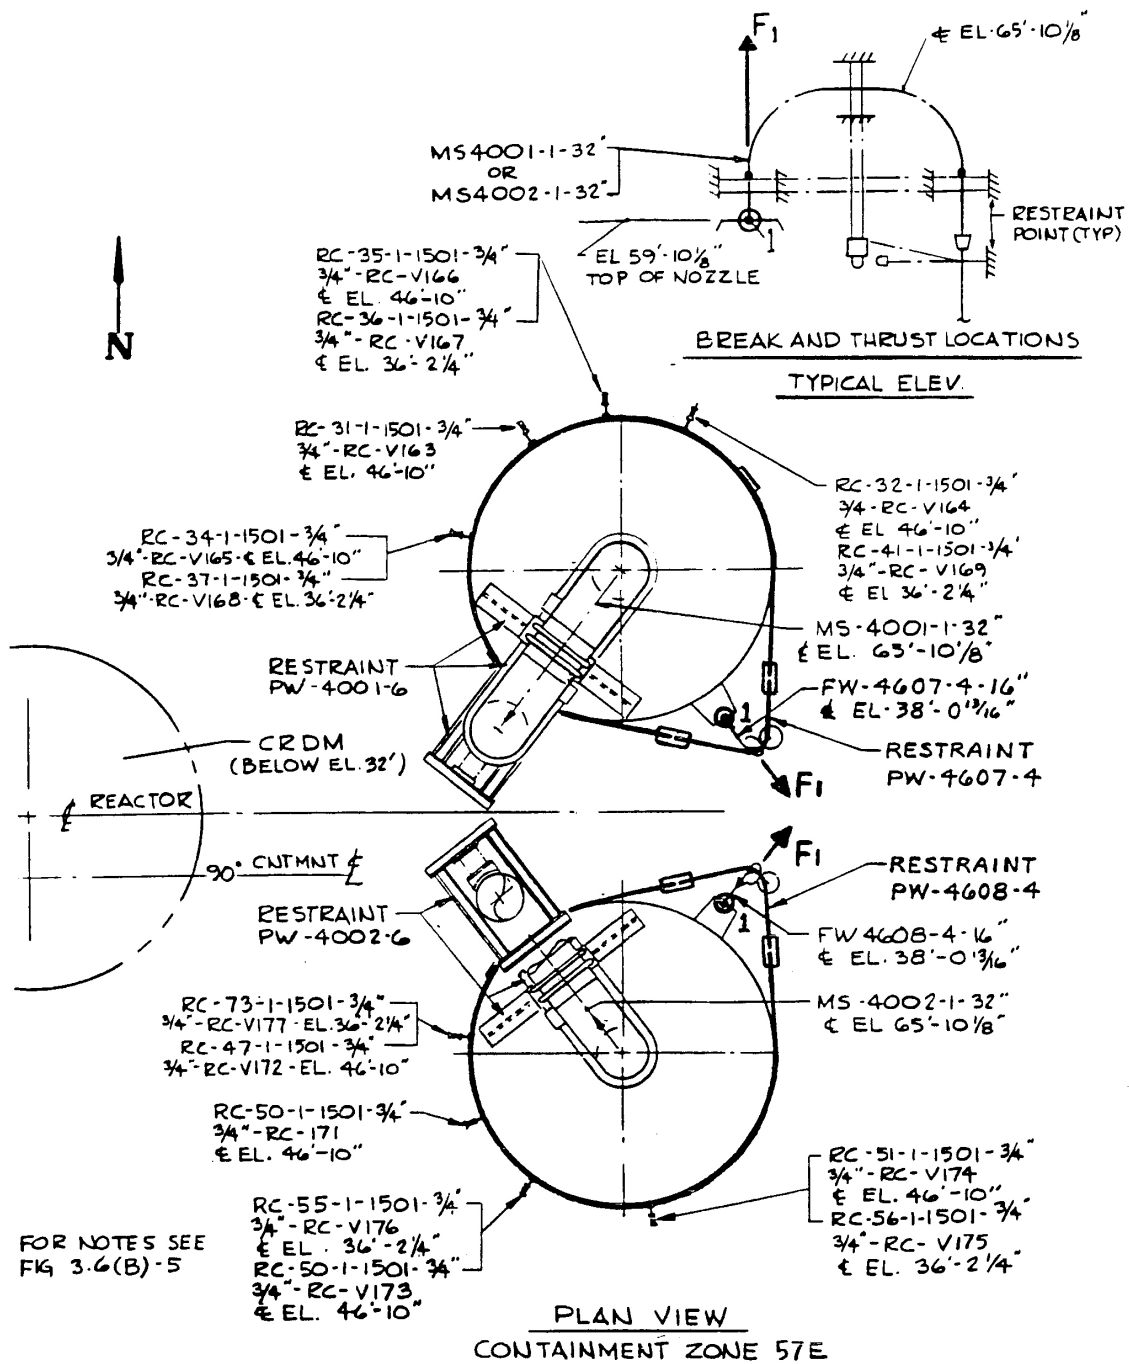 F1
℄ EL·65'-10⅛"
MS4001-1-32"
OR
MS4002-1-32"
RESTRAINT
POINT (TYP)
1
EL 59'-10⅛"
TOP OF NOZZLE
BREAK AND THRUST LOCATIONS
TYPICAL ELEV.
N
RC-35-1-1501-3/4"
3/4"-RC-V166
℄ EL. 46'-10"
RC-36-1-1501-3/4"
3/4"-RC-V167
℄ EL. 36'-2¼"
RC-31-1-1501-3/4"
3/4"-RC-V163
℄ EL. 46'-10"
RC-34-1-1501-3/4"
3/4"-RC-V165-℄ EL. 46'-10"
RC-37-1-1501-3/4"
3/4"-RC-V168-℄ EL. 36'-2¼"
RC-32-1-1501-3/4"
3/4-RC-V164
℄ EL 46'-10"
RC-41-1-1501-3/4'
3/4"-RC-V169
℄ EL 36'-2¼"
MS-4001-1-32"
℄ EL. 65'-10⅛"
RESTRAINT
PW-4001-6
FW-4607-4-16"
℄ EL-38'-0 13/16"
1
RESTRAINT
PW-4607-4
F1
CRDM
(BELOW EL. 32')
℄ REACTOR
90° CNTMNT ℄
F1
RESTRAINT
PW-4608-4
RESTRAINT
PW-4002-6
1
FW 4608-4-16"
℄ EL. 38'-0 13/16"
MS-4002-1-32"
℄ EL 65'-10⅛"
RC-73-1-1501-3/4"
3/4"-RC-V177-EL. 36'-2¼"
RC-47-1-1501-3/4"
3/4"-RC-V172-EL. 46'-10"
RC-50-1-1501-3/4"
3/4"-RC-171
℄ EL. 46'-10"
RC-55-1-1501-3/4"
3/4"-RC-V176
℄ EL. 36'-2¼"
RC-50-1-1501-3/4"
3/4"-RC-V173
℄ EL. 46'-10"
RC-51-1-1501-3/4"
3/4"-RC-V174
℄ EL. 46'-10"
RC-56-1-1501-3/4"
3/4"-RC-V175
℄ EL. 36'-2¼"
FOR NOTES SEE
FIG 3.6(B)-5
PLAN VIEW
CONTAINMENT ZONE 57E